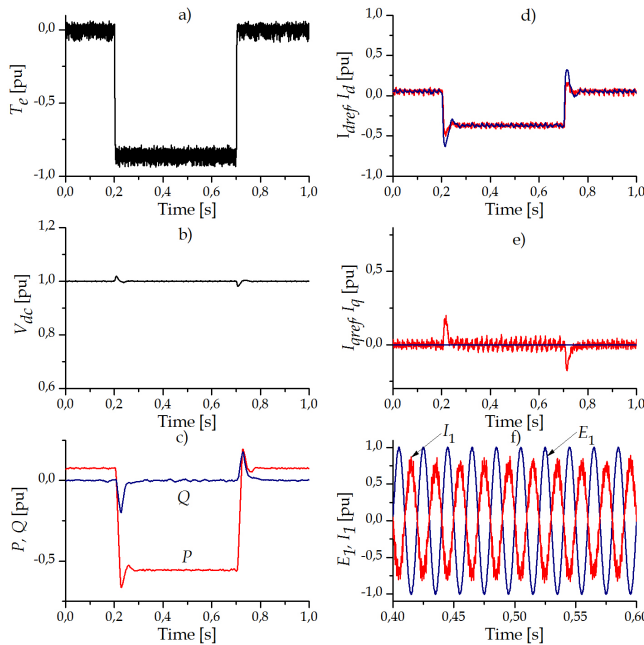 a)
T_e [pu]
0,0
-0,5
-1,0
0,0 0,2 0,4 0,6 0,8 1,0
Time [s]
b)
V_dc [pu]
1,2
1,0
0,8
0,6
0,0 0,2 0,4 0,6 0,8 1,0
Time [s]
c)
P, Q [pu]
0,0
-0,5
Q
P
0,0 0,2 0,4 0,6 0,8 1,0
Time [s]
d)
I_dref, I_d [pu]
1,0
0,5
0,0
-0,5
-1,0
0,0 0,2 0,4 0,6 0,8 1,0
Time [s]
e)
I_qref, I_q [pu]
0,5
0,0
0,0 0,2 0,4 0,6 0,8 1,0
Time [s]
f)
I_1
E_1
E_1, I_1 [pu]
1,0
0,5
0,0
-0,5
-1,0
0,40 0,45 0,50 0,55 0,60
Time [s]